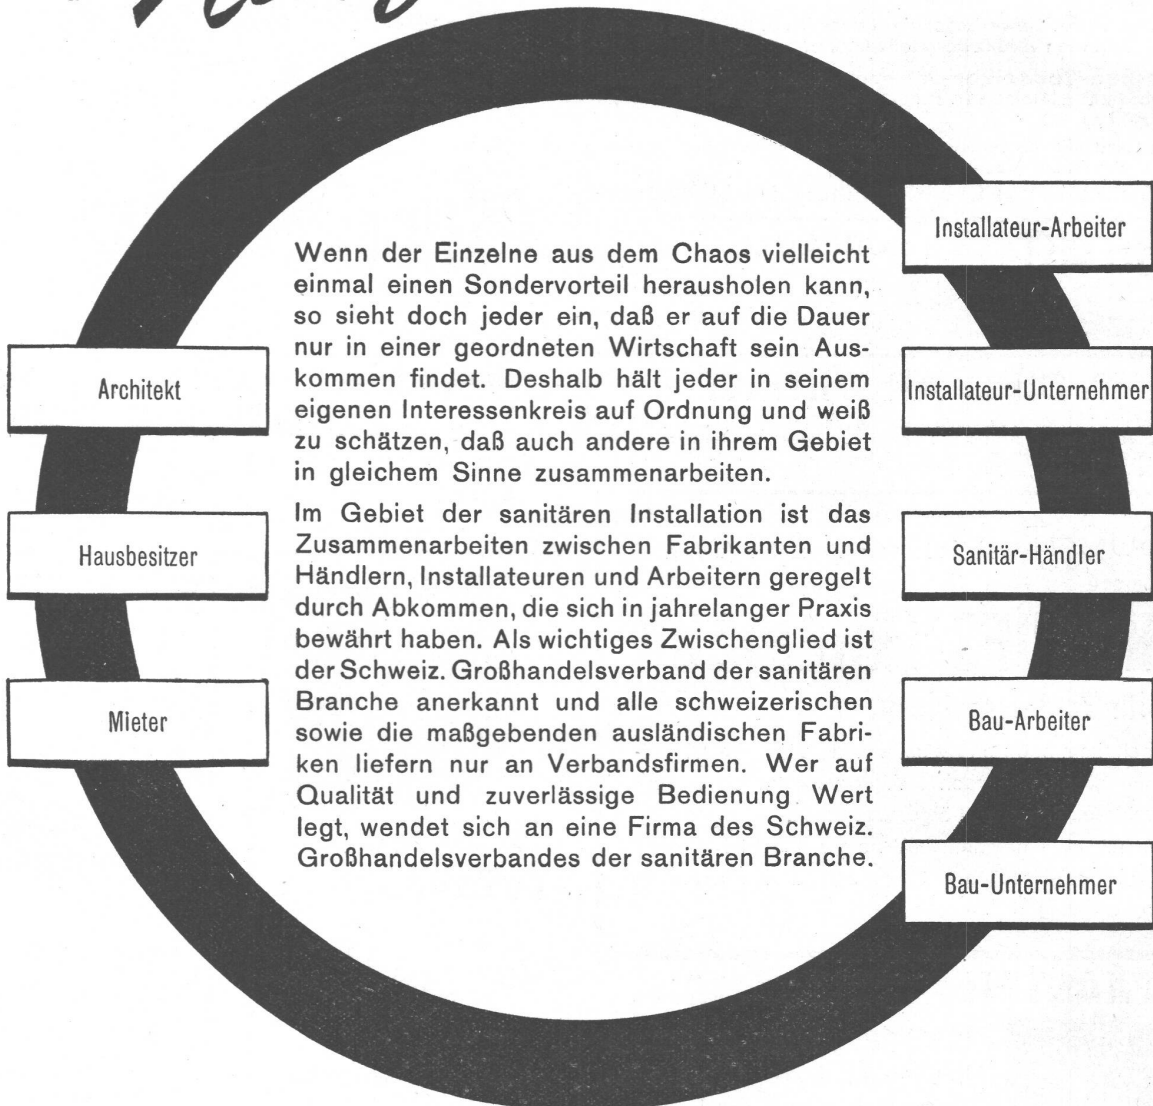 Architekt
Hausbesitzer
Mieter
Wenn der Einzelne aus dem Chaos vielleicht
einmal einen Sondervorteil herausholen kann,
so sieht doch jeder ein, daß er auf die Dauer
nur in einer geordneten Wirtschaft sein Aus-
kommen findet. Deshalb hält jeder in seinem
eigenen Interessenkreis auf Ordnung und weiß
zu schätzen, daß auch andere in ihrem Gebiet
in gleichem Sinne zusammenarbeiten.
Im Gebiet der sanitären Installation ist das
Zusammenarbeiten zwischen Fabrikanten und
Händlern, Installateuren und Arbeitern geregelt
durch Abkommen, die sich in jahrelanger Praxis
bewährt haben. Als wichtiges Zwischenglied ist
der Schweiz. Großhandelsverband der sanitären
Branche anerkannt und alle schweizerischen
sowie die maßgebenden ausländischen Fabri-
ken liefern nur an Verbandsfirmen. Wer auf
Qualität und zuverlässige Bedienung Wert
legt, wendet sich an eine Firma des Schweiz.
Großhandelsverbandes der sanitären Branche.
Installateur-Arbeiter
Installateur-Unternehmer
Sanitär-Händler
Bau-Arbeiter
Bau-Unternehmer